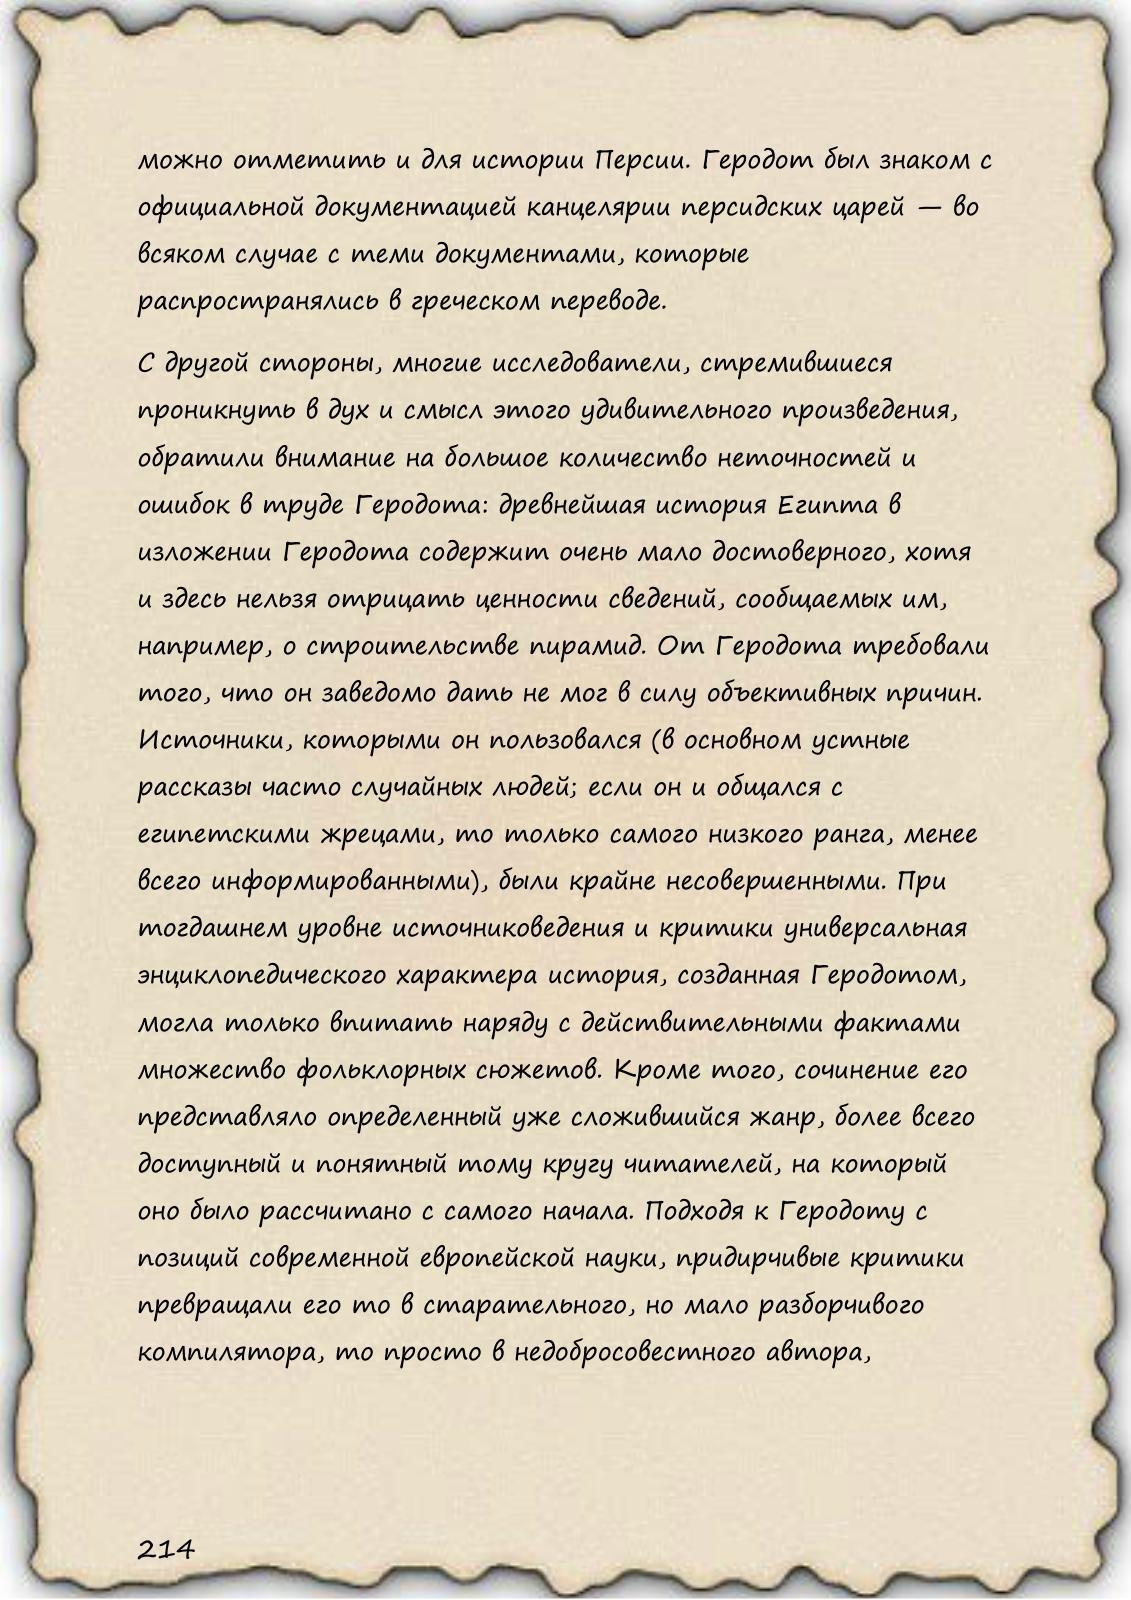 можно отметить и для истории Персии. Геродот был знаком с
официальной документацией канцелярии персидских царей — во
всяком случае с теми документами, которые
распространялись в греческом переводе.
С другой стороны, многие исследователи, стремившиеся
проникнуть в дух и смысл этого удивительного произведения,
обратили внимание на большое количество неточностей и
ошибок в труде Геродота: древнейшая история Египта в
изложении Геродота содержит очень мало достоверного, хотя
и здесь нельзя отрицать ценности сведений, сообщаемых им,
например, о строительстве пирамид. От Геродота требовали
того, что он заведомо дать не мог в силу объективных причин.
Источники, которыми он пользовался (в основном устные
рассказы часто случайных людей; если он и общался с
египетскими жрецами, то только самого низкого ранга, менее
всего информированными), были крайне несовершенными. При
тогдашнем уровне источниковедения и критики универсальная
энциклопедического характера история, созданная Геродотом,
могла только впитать наряду с действительными фактами
множество фольклорных сюжетов. Кроме того, сочинение его
представляло определенный уже сложившийся жанр, более всего
доступный и понятный тому кругу читателей, на который
оно было рассчитано с самого начала. Подходя к Геродоту с
позиций современной европейской науки, придирчивые критики
превращали его то в старательного, но мало разборчивого
компилятора, то просто в недобросовестного автора,
214